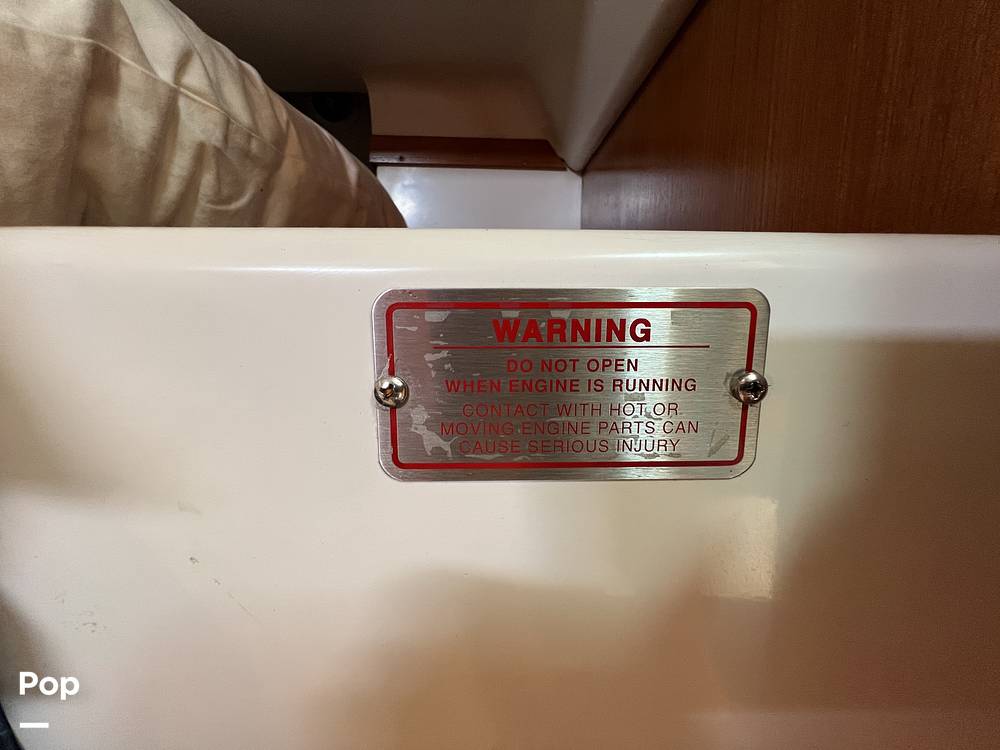 WARNING
DO NOT OPEN
WHEN ENGINE IS RUNNING
CONTACT WITH HOT OR
MOVING ENGINE PARTS CAN
CAUSE SERIOUS INJURY
Pop